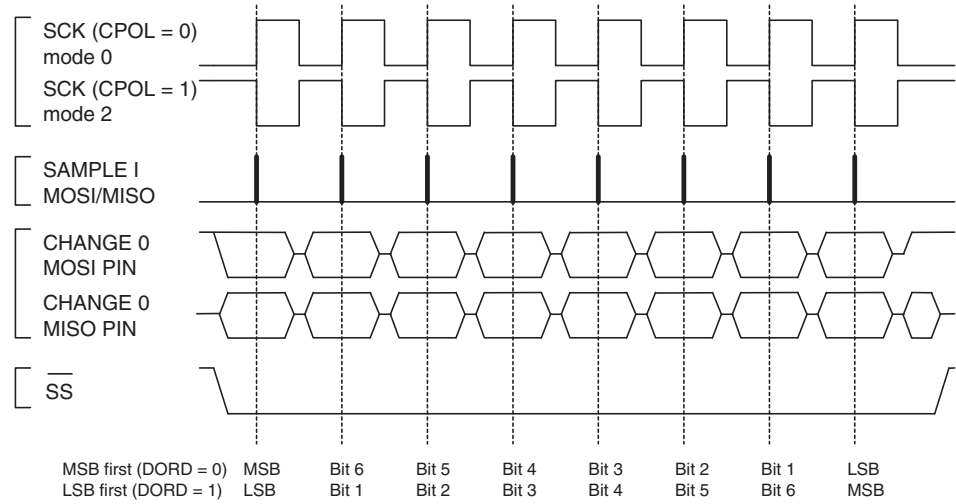 SCK (CPOL = 0)
mode 0
SCK (CPOL = 1)
mode 2
SAMPLE I
MOSI/MISO
CHANGE 0
MOSI PIN
CHANGE 0
MISO PIN
SS
MSB first (DORD = 0) MSB Bit 6 Bit 5 Bit 4 Bit 3 Bit 2 Bit 1 LSB
LSB first (DORD = 1) LSB Bit 1 Bit 2 Bit 3 Bit 4 Bit 5 Bit 6 MSB